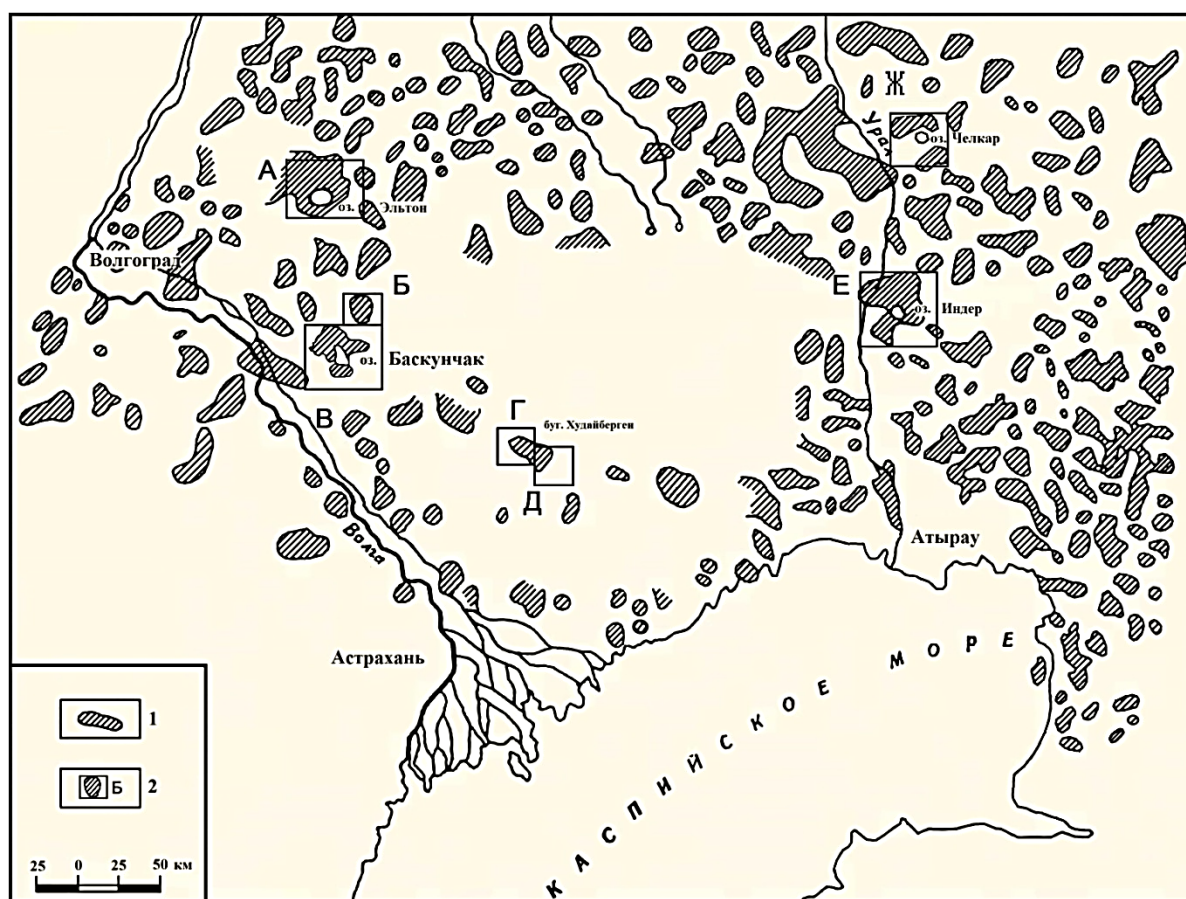 Ж
Урал
оз. Челкар
А
оз. Эльтон
Волгоград
Б
Е
оз. Индер
оз. Баскунчак
В
Г
буг. Худайберген
Д
Волга
Атырау
Астрахань
КАСПИЙСКОЕ МОРЕ
1
Б 2
25 0 25 50 км